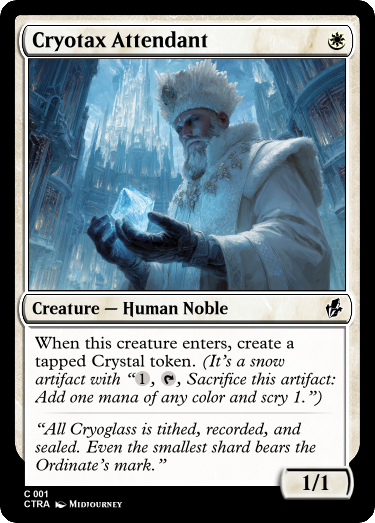 Cryotax Attendant
Creature — Human Noble
When this creature enters, create a
tapped Crystal token. (It's a snow
artifact with “1, , Sacrifice this artifact:
Add one mana of any color and scry 1.”)
“All Cryoglass is tithed, recorded, and
sealed. Even the smallest shard bears the
Ordinate's mark.”
1/1
C 001
CTRA Midjourney